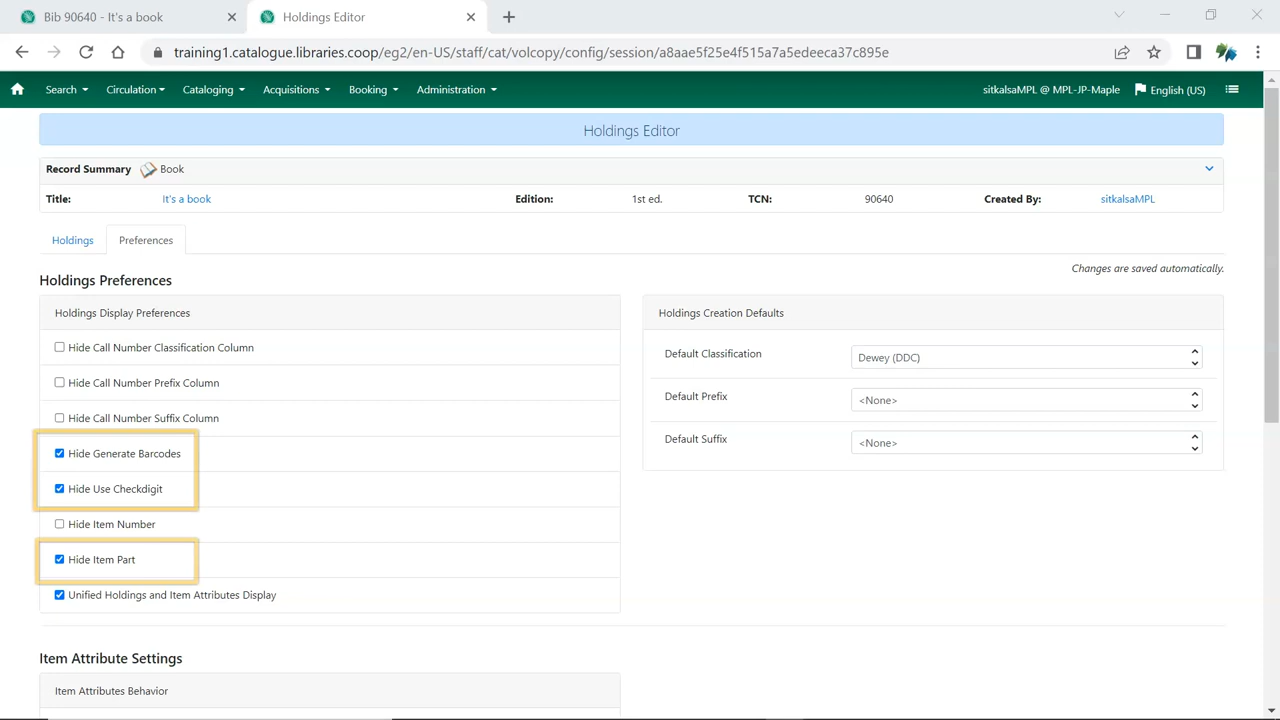 Bib 90640 - It's a book
Holdings Editor
training1.catalogue.libraries.coop/eg2/en-US/staff/cat/volcopy/config/session/a8aae5f25e4f515a7a5edeeca37c895e
Search Circulation Cataloging Acquisitions Booking Administration sitkalsaMPL @ MPL-JP-Maple English (US)
Holdings Editor
Record Summary Book
Title: It's a book Edition: 1st ed. TCN: 90640 Created By: sitkalsaMPL
Holdings Preferences
Changes are saved automatically.
Holdings Preferences
Holdings Display Preferences
Hide Call Number Classification Column
Hide Call Number Prefix Column
Hide Call Number Suffix Column
Hide Generate Barcodes
Hide Use Checkdigit
Hide Item Number
Hide Item Part
Unified Holdings and Item Attributes Display
Holdings Creation Defaults
Default Classification Dewey (DDC)
Default Prefix <None>
Default Suffix <None>
Item Attribute Settings
Item Attributes Behavior